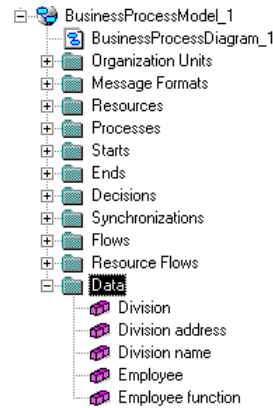 BusinessProcessModel_1
BusinessProcessDiagram_1
Organization Units
Message Formats
Resources
Processes
Starts
Ends
Decisions
Synchronizations
Flows
Resource Flows
Data
Division
Division address
Division name
Employee
Employee function